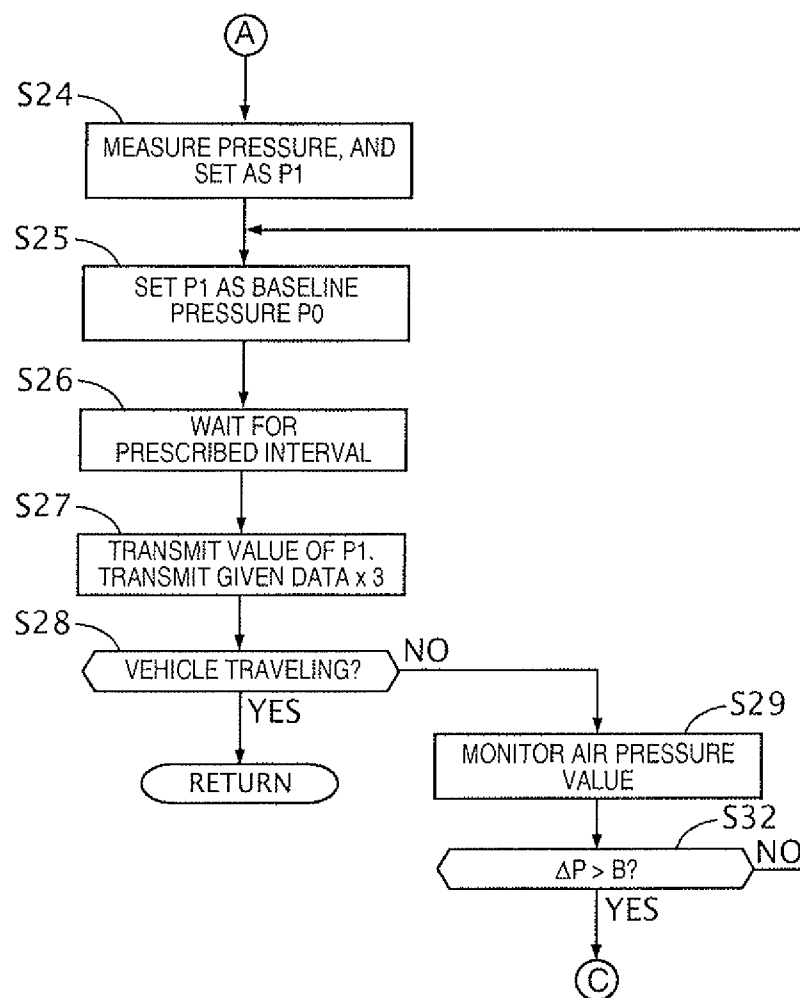 A
S24
MEASURE PRESSURE, AND
SET AS P1
S25
SET P1 AS BASELINE
PRESSURE P0
S26
WAIT FOR
PRESCRIBED INTERVAL
S27
TRANSMIT VALUE OF P1.
TRANSMIT GIVEN DATA x 3
S28
VEHICLE TRAVELING?
NO
YES
RETURN
S29
MONITOR AIR PRESSURE
VALUE
S32
ΔP > B?
NO
YES
C